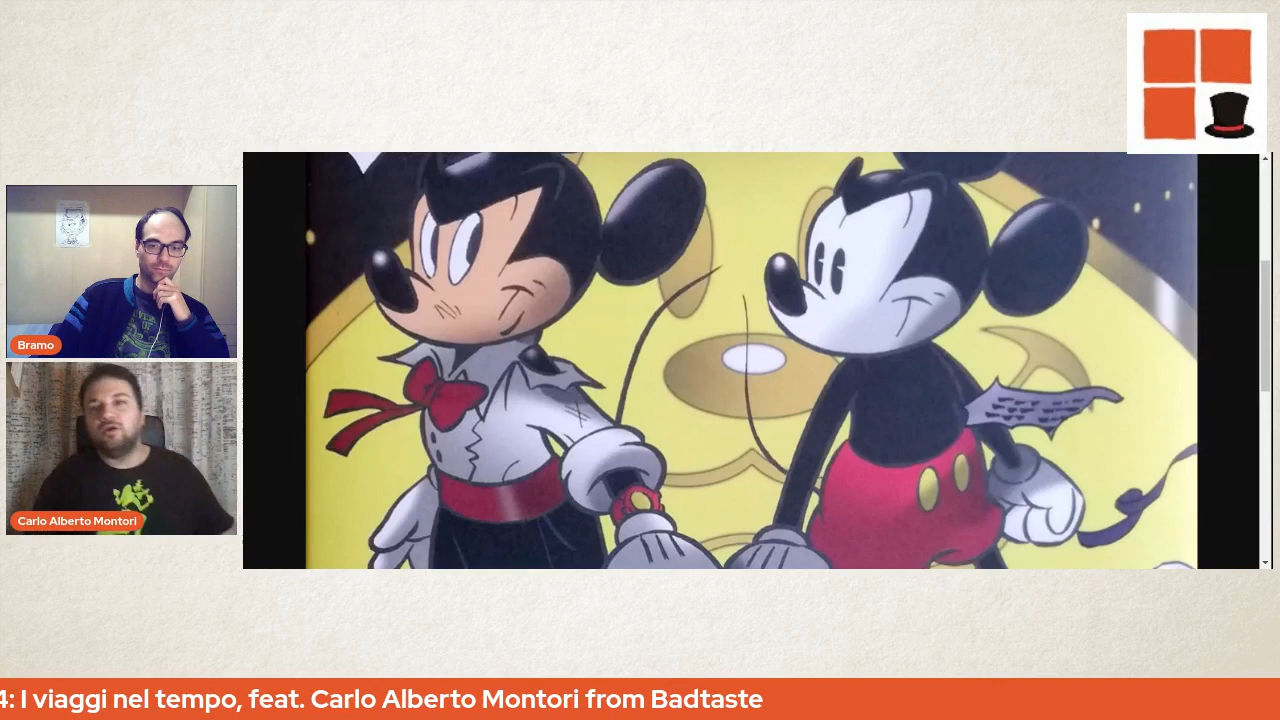 Bramo
Carlo Alberto Montori
4: I viaggi nel tempo, feat. Carlo Alberto Montori from Badtaste